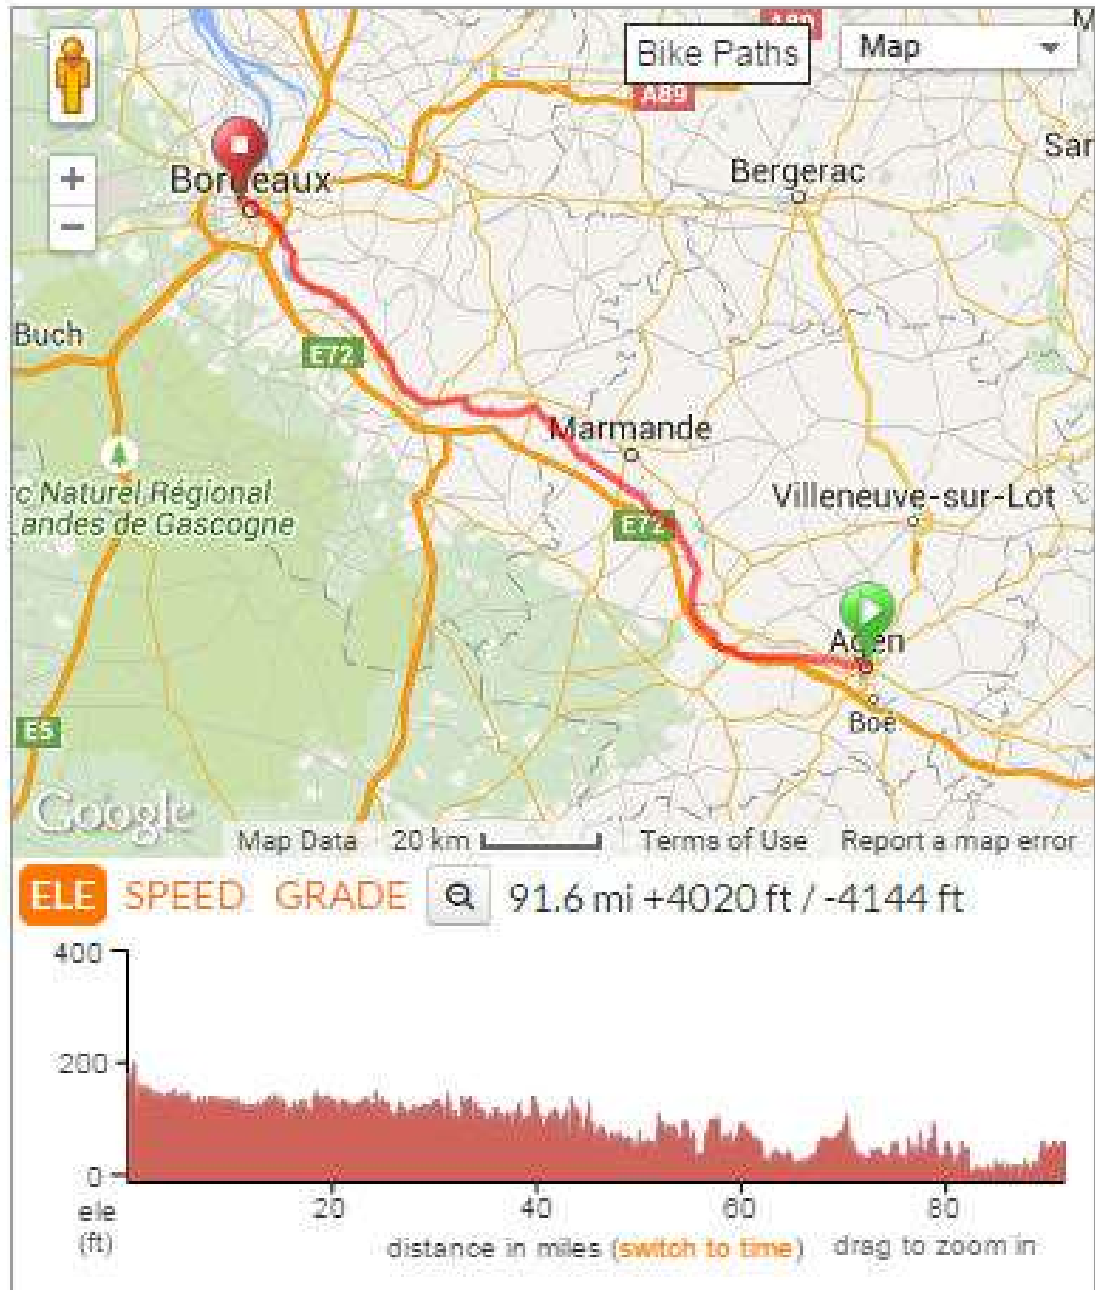 Bike Paths
Map
A89
Bordeaux
Bergerac
Sar
Buch
E72
Marmande
c Naturel Régional
andes de Gascogne
Villeneuve-sur-Lot
E72
Agen
Boé
E5
Google
Map Data
20 km
Terms of Use
Report a map error
ELE SPEED GRADE 91.6 mi +4020 ft / -4144 ft
400
200
0
20 40 60 80
ele
(ft)
distance in miles (switch to time) drag to zoom in